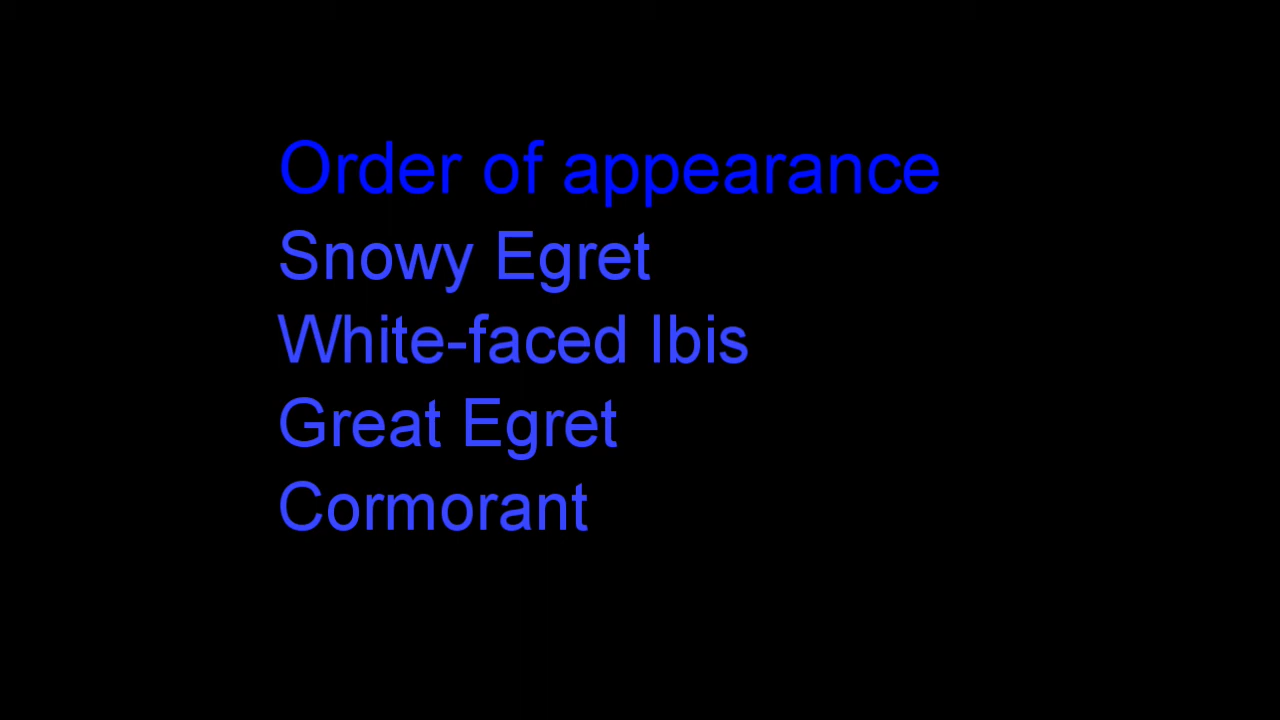 Order of appearance
Snowy Egret
White-faced Ibis
Great Egret
Cormorant